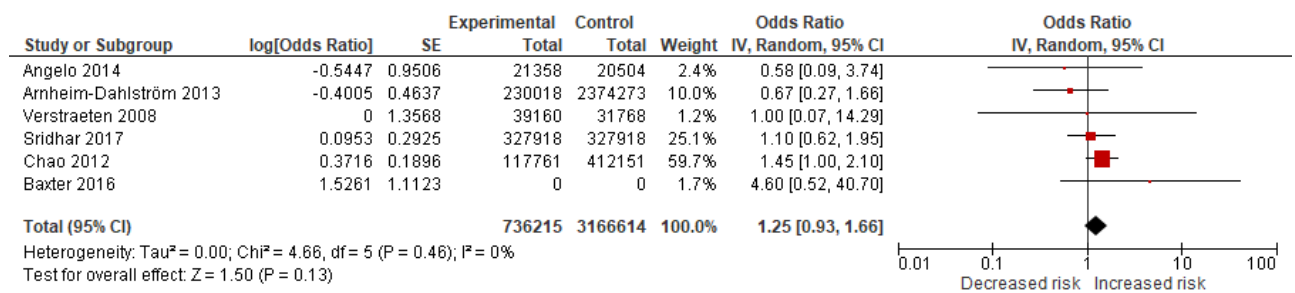 Experimental Control Odds Ratio Odds Ratio
Study or Subgroup log[Odds Ratio] SE Total Total Weight IV, Random, 95% CI IV, Random, 95% CI
Angelo 2014 -0.5447 0.9506 21358 20504 2.4% 0.58 [0.09, 3.74]
Arnheim-Dahlström 2013 -0.4005 0.4637 230018 2374273 10.0% 0.67 [0.27, 1.66]
Verstraeten 2008 0 1.3568 39160 31768 1.2% 1.00 [0.07, 14.29]
Sridhar 2017 0.0953 0.2925 327918 327918 25.1% 1.10 [0.62, 1.95]
Chao 2012 0.3716 0.1896 117761 412151 59.7% 1.45 [1.00, 2.10]
Baxter 2016 1.5261 1.1123 0 0 1.7% 4.60 [0.52, 40.70]
Total (95% CI) 736215 3166614 100.0% 1.25 [0.93, 1.66]
Heterogeneity: Tau² = 0.00; Chi² = 4.66, df = 5 (P = 0.46); I² = 0%
Test for overall effect: Z = 1.50 (P = 0.13)
0.01 0.1 1 10 100
Decreased risk Increased risk